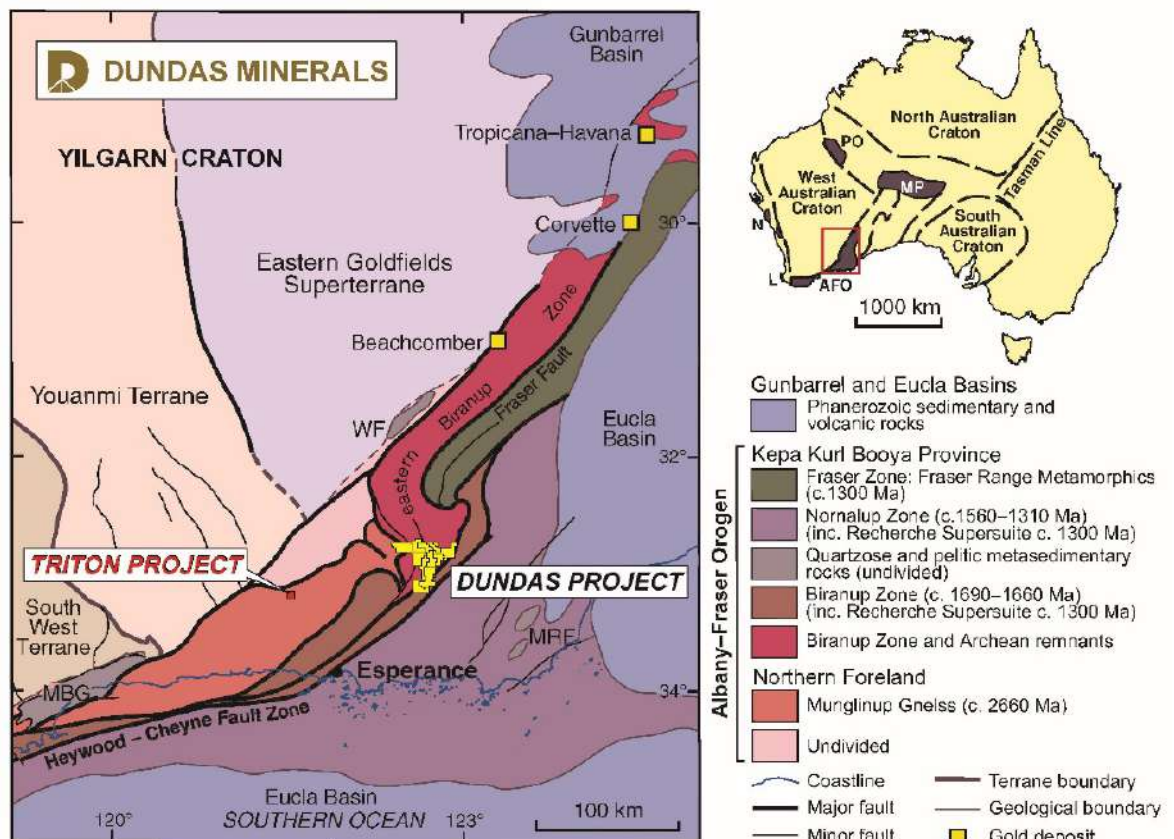 DUNDAS MINERALS
Gunbarrel
Basin
Tropicana–Havana
YILGARN CRATON
Corvette
30°
Eastern Goldfields
Superterrane
Zone
Beachcomber
Biranup
Fraser Fault
Youanmi Terrane
WF
Eucla
Basin
32°
eastern
TRITON PROJECT
DUNDAS PROJECT
South
West
Terrane
MRF
Esperance
MBG
34°
Heywood – Cheyne Fault Zone
Eucla Basin
SOUTHERN OCEAN
100 km
120°
123°
North Australian
Craton
PO
Tasman Line
West
Australian
Craton
MP
South
Australian
Craton
N
L
AFO
1000 km
Gunbarrel and Eucla Basins
Phanerozoic sedimentary and
volcanic rocks
Albany–Fraser Orogen
Kepa Kurl Booya Province
Fraser Zone: Fraser Range Metamorphics
(c.1300 Ma)
Nornalup Zone (c.1560–1310 Ma)
(inc. Recherche Supersuite c. 1300 Ma)
Quartzose and pelitic metasedimentary
rocks (undivided)
Biranup Zone (c. 1690–1660 Ma)
(inc. Recherche Supersuite c. 1300 Ma)
Biranup Zone and Archean remnants
Northern Foreland
Munglinup Gneiss (c. 2660 Ma)
Undivided
Coastline
Terrane boundary
Major fault
Geological boundary
Minor fault
Gold deposit